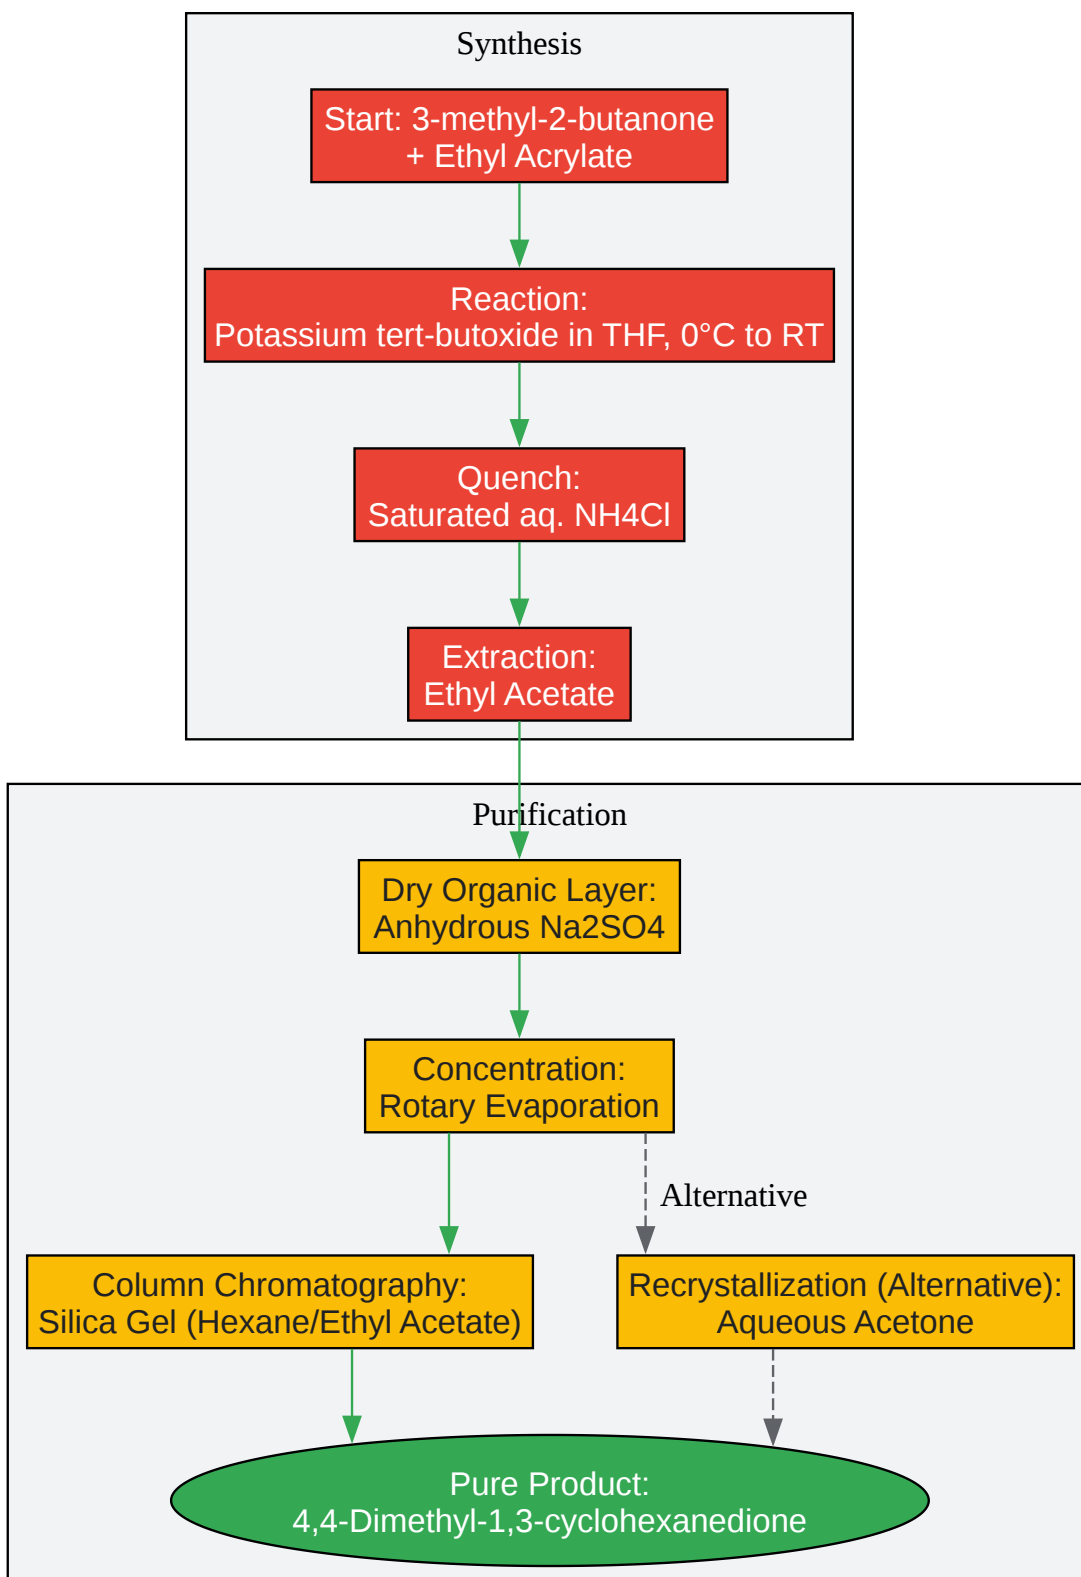 Synthesis
Start: 3-methyl-2-butanone
+ Ethyl Acrylate
Reaction:
Potassium tert-butoxide in THF, 0°C to RT
Quench:
Saturated aq. NH4Cl
Extraction:
Ethyl Acetate
Purification
Dry Organic Layer:
Anhydrous Na2SO4
Concentration:
Rotary Evaporation
Alternative
Column Chromatography:
Silica Gel (Hexane/Ethyl Acetate)
Recrystallization (Alternative):
Aqueous Acetone
Pure Product:
4,4-Dimethyl-1,3-cyclohexanedione